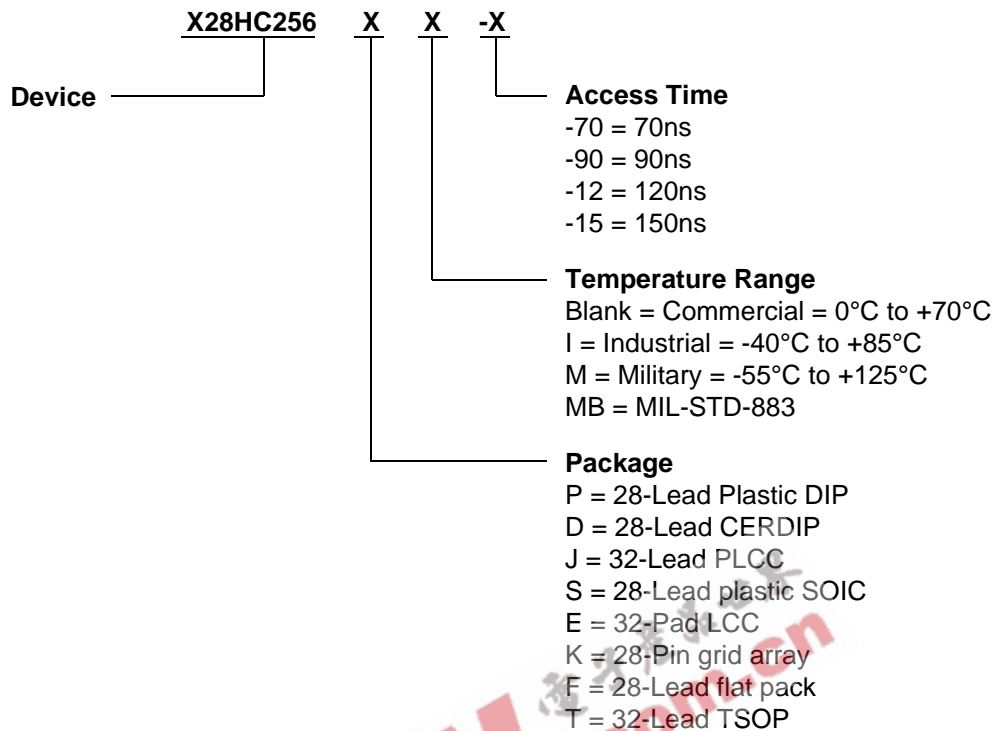 X28HC256 X X -X
Device
Access Time
-70 = 70ns
-90 = 90ns
-12 = 120ns
-15 = 150ns
Temperature Range
Blank = Commercial = 0°C to +70°C
I = Industrial = -40°C to +85°C
M = Military = -55°C to +125°C
MB = MIL-STD-883
Package
P = 28-Lead Plastic DIP
D = 28-Lead CERDIP
J = 32-Lead PLCC
S = 28-Lead plastic SOIC
E = 32-Pad LCC
K = 28-Pin grid array
F = 28-Lead flat pack
T = 32-Lead TSOP